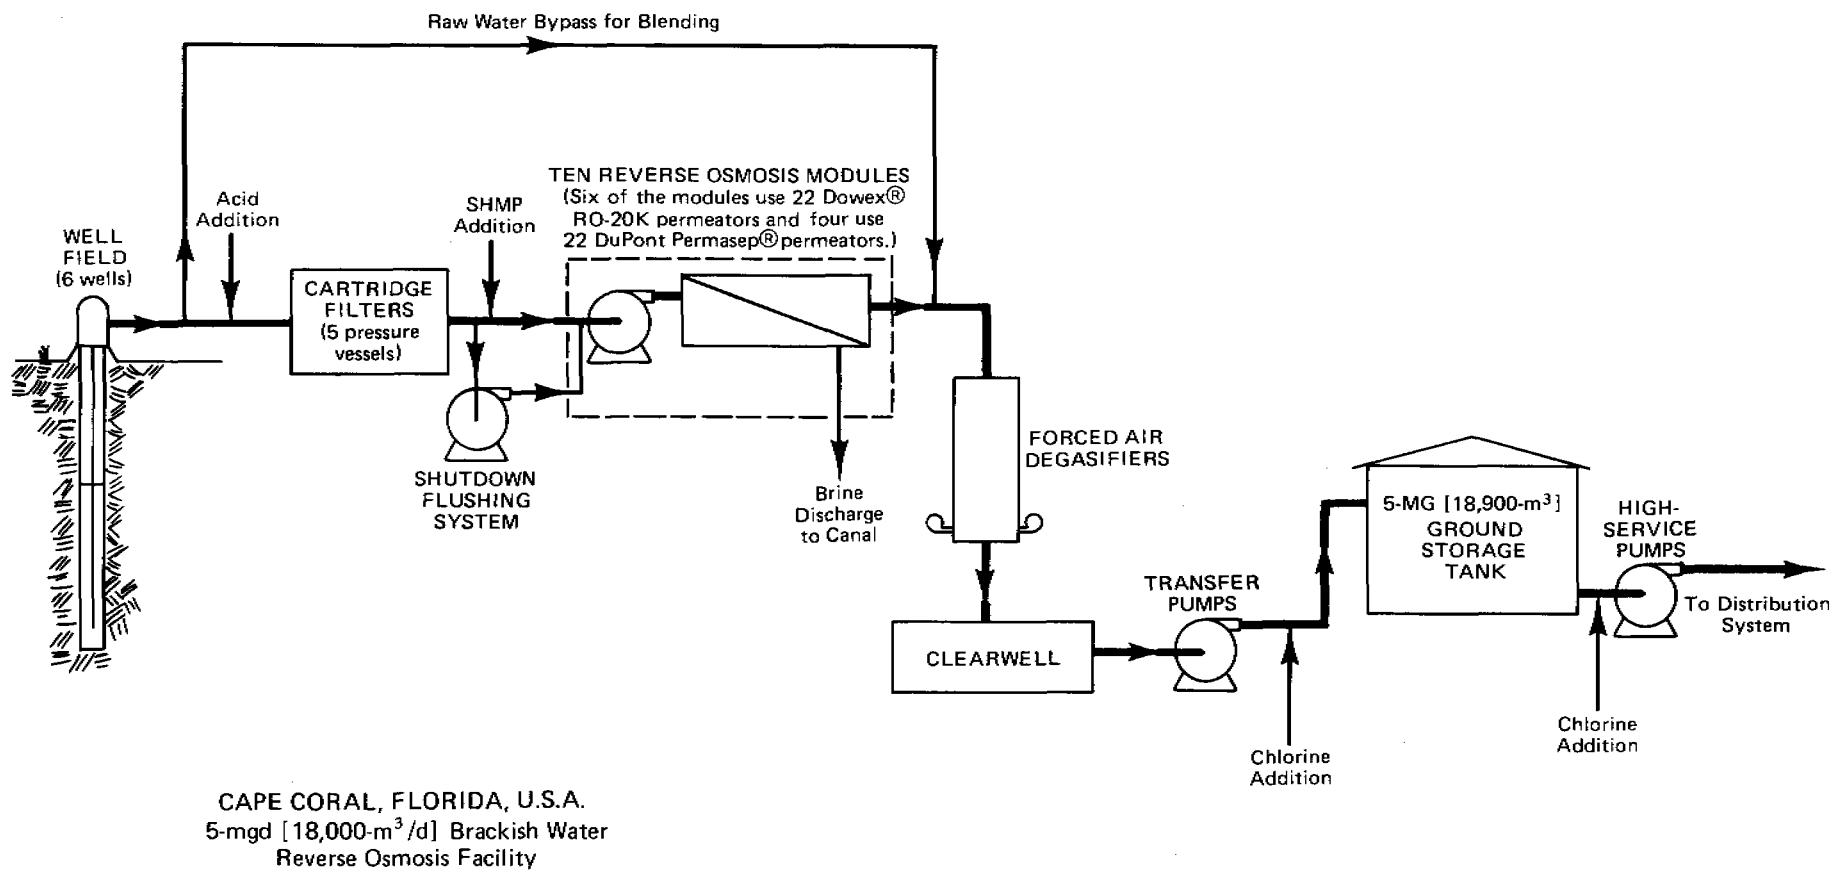 Raw Water Bypass for Blending
TEN REVERSE OSMOSIS MODULES
(Six of the modules use 22 Dowex®
RO-20K permeators and four use
22 DuPont Permasep® permeators.)
Acid
Addition
SHMP
Addition
WELL
FIELD
(6 wells)
CARTRIDGE
FILTERS
(5 pressure
vessels)
SHUTDOWN
FLUSHING
SYSTEM
Brine
Discharge
to Canal
FORCED AIR
DEGASIFIERS
CLEARWELL
TRANSFER
PUMPS
Chlorine
Addition
5-MG [18,900-m³]
GROUND
STORAGE
TANK
HIGH-
SERVICE
PUMPS
To Distribution
System
Chlorine
Addition
CAPE CORAL, FLORIDA, U.S.A.
5-mgd [18,000-m³/d] Brackish Water
Reverse Osmosis Facility